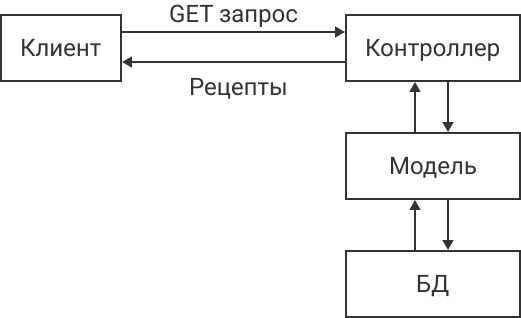 GET запрос
Клиент
Контроллер
Рецепты
Модель
БД